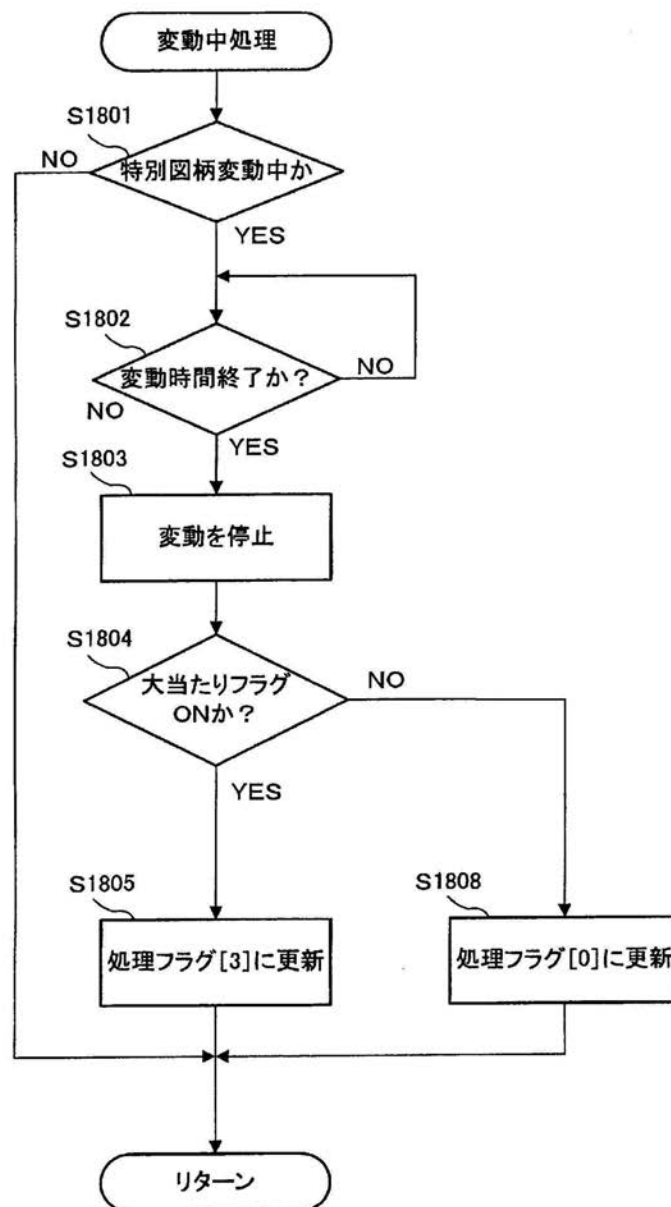 変動中処理
S1801
NO
特別図柄変動中か
YES
S1802
変動時間終了か？
NO
NO
YES
S1803
変動を停止
S1804
大当たりフラグ
ONか？
NO
YES
S1805
S1808
処理フラグ[3]に更新
処理フラグ[0]に更新
リターン